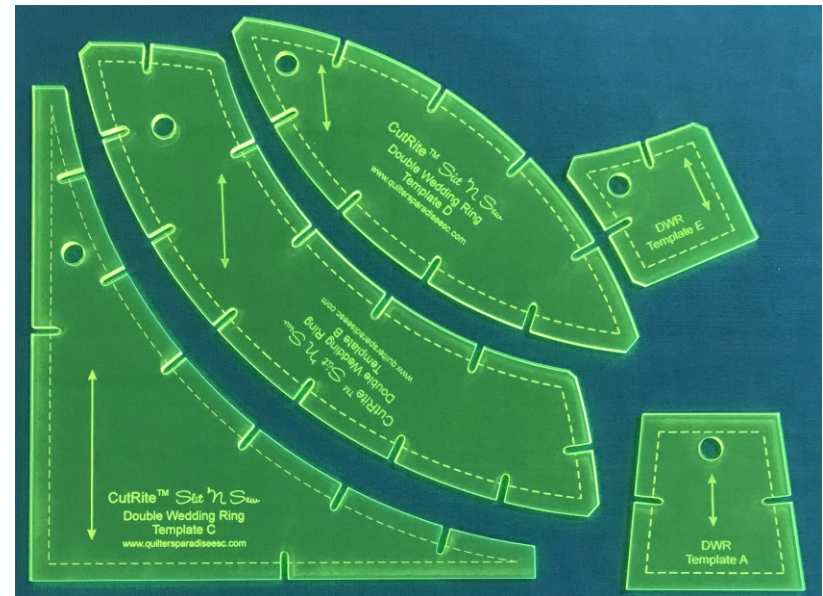 CutRite™ Slit 'N Sew
Double Wedding Ring
Template D
www.quiltersparadiseesc.com
DWR
Template E
CutRite™ Slit 'N Sew
Double Wedding Ring
Template B
www.quiltersparadiseesc.com
CutRite™ Slit 'N Sew
Double Wedding Ring
Template C
www.quiltersparadiseesc.com
DWR
Template A